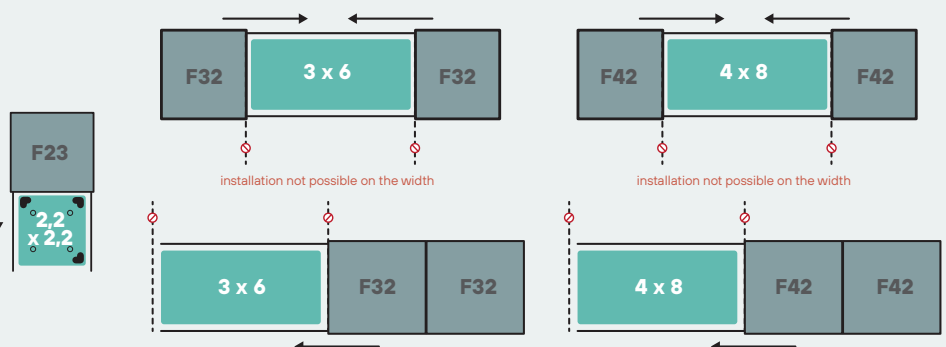 F32
3 x 6
F32
F42
4 x 8
F42
F23
2,2
x 2,2
installation not possible on the width
installation not possible on the width
3 x 6
F32
F32
4 x 8
F42
F42